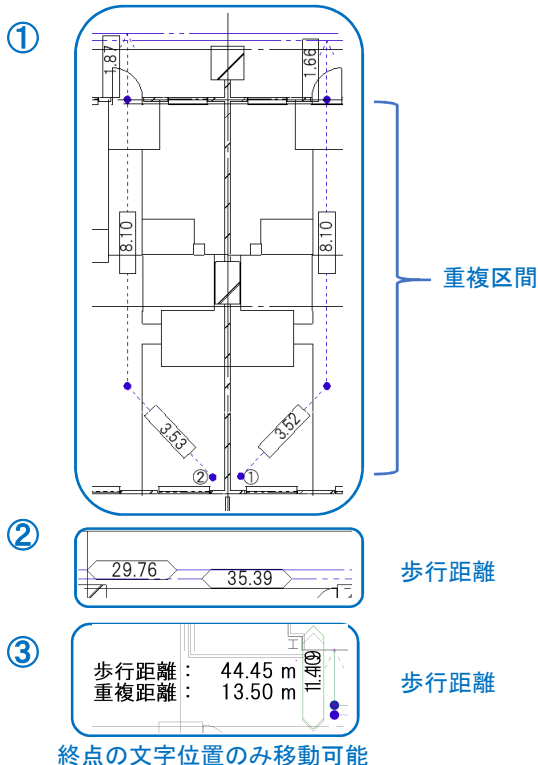 ①
1.87
1.66
8.10
8.10
重複区間
3.53
3.52
②
①
②
29.76
35.39
歩行距離
③
歩行距離： 44.45 m
重複距離： 13.50 m
歩行距離
終点の文字位置のみ移動可能